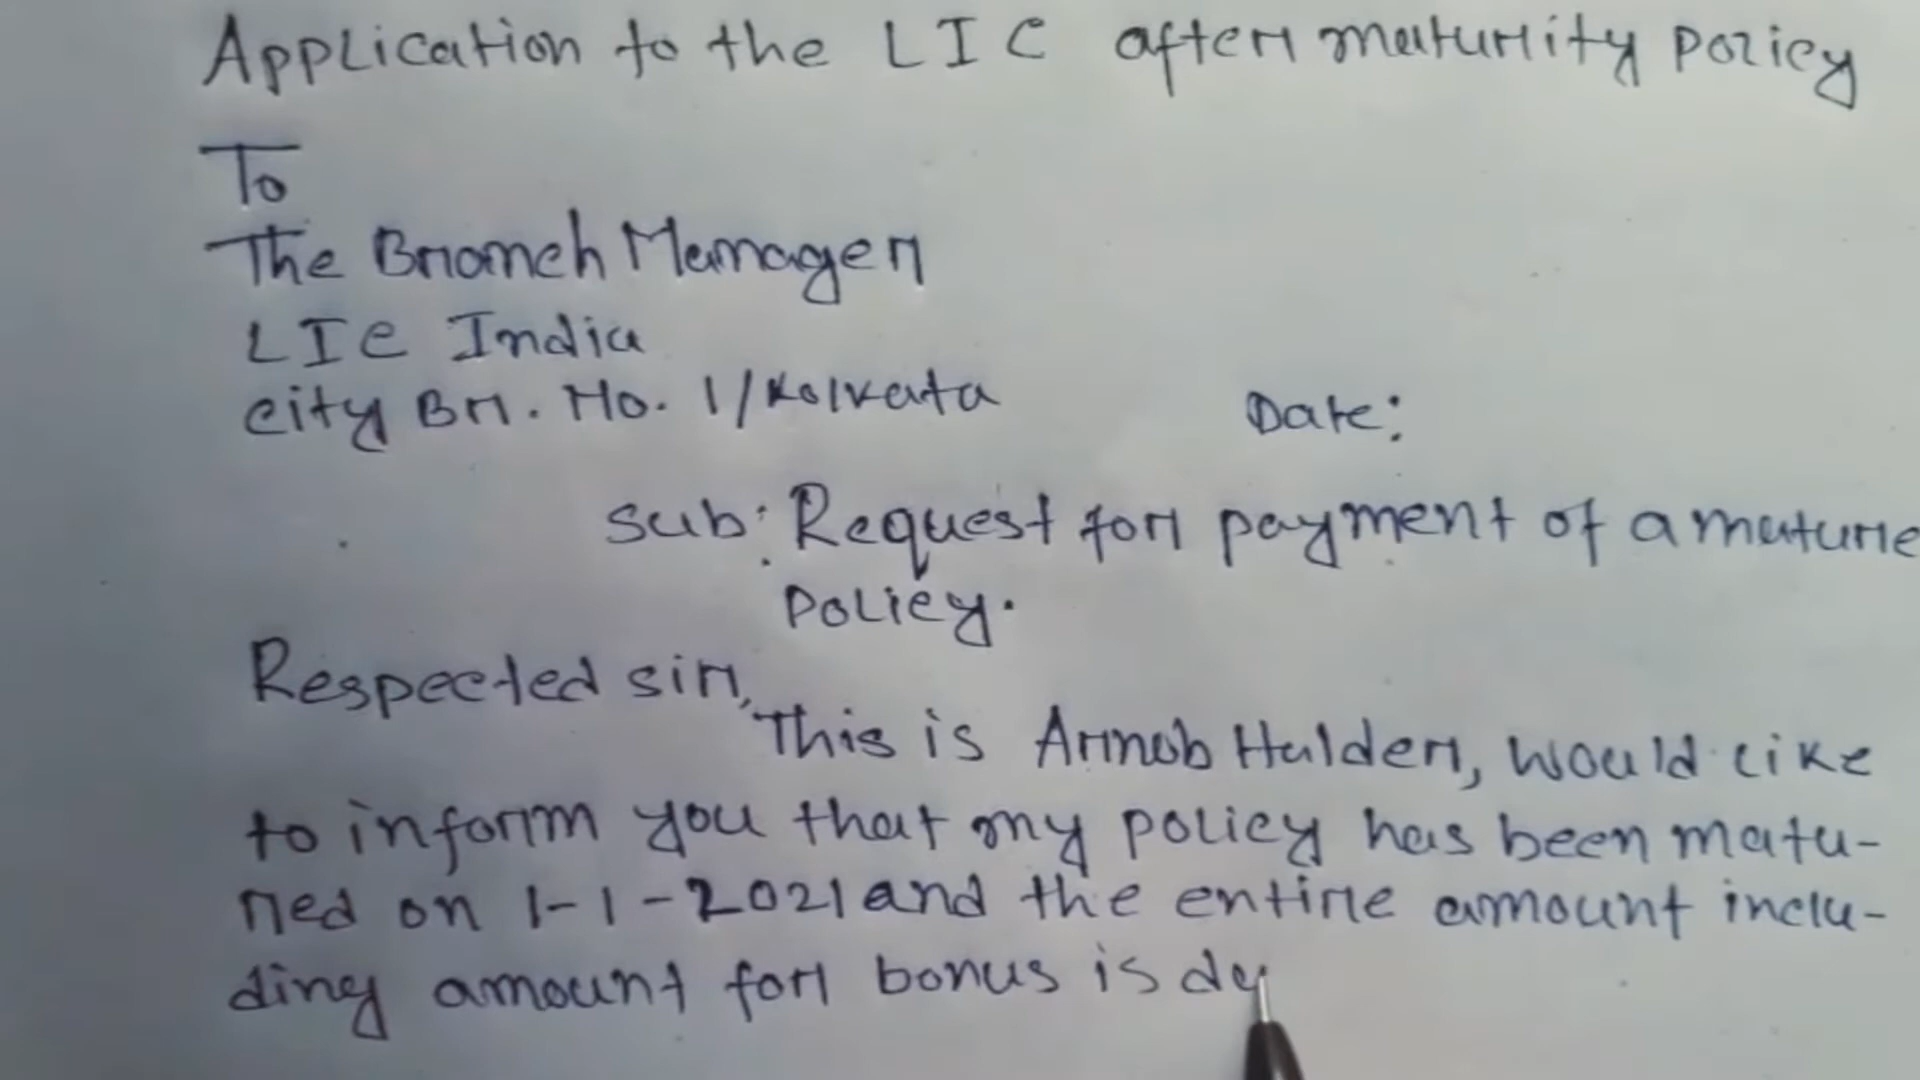 Application to the LIC after maturity policy
To
The Branch Manager
LIC India
City Br. No. 1/Kolkata
Date:
Sub: Request for payment of a mature
policy.
Respected sir,
This is Arnab Halder, would like
to inform you that my policy has been matu-
red on 1-1-2021 and the entire amount inclu-
ding amount for bonus is du